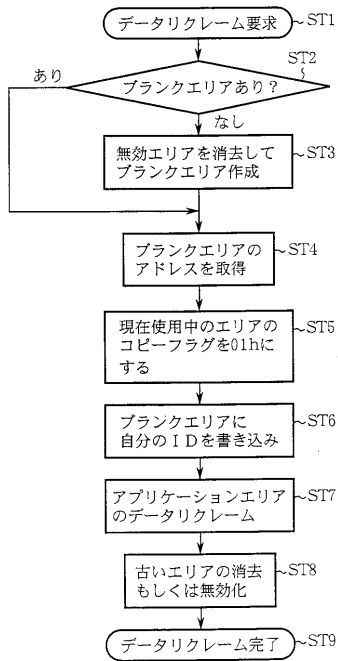 データリクレーム要求
ST1
ST2
あり
ブランクエリアあり？
なし
無効エリアを消去して
ブランクエリア作成
ST3
ブランクエリアの
アドレスを取得
ST4
現在使用中のエリアの
コピーフラグを01hに
する
ST5
ブランクエリアに
自分のＩＤを書き込み
ST6
アプリケーションエリア
のデータリクレーム
ST7
古いエリアの消去
もしくは無効化
ST8
データリクレーム完了
ST9